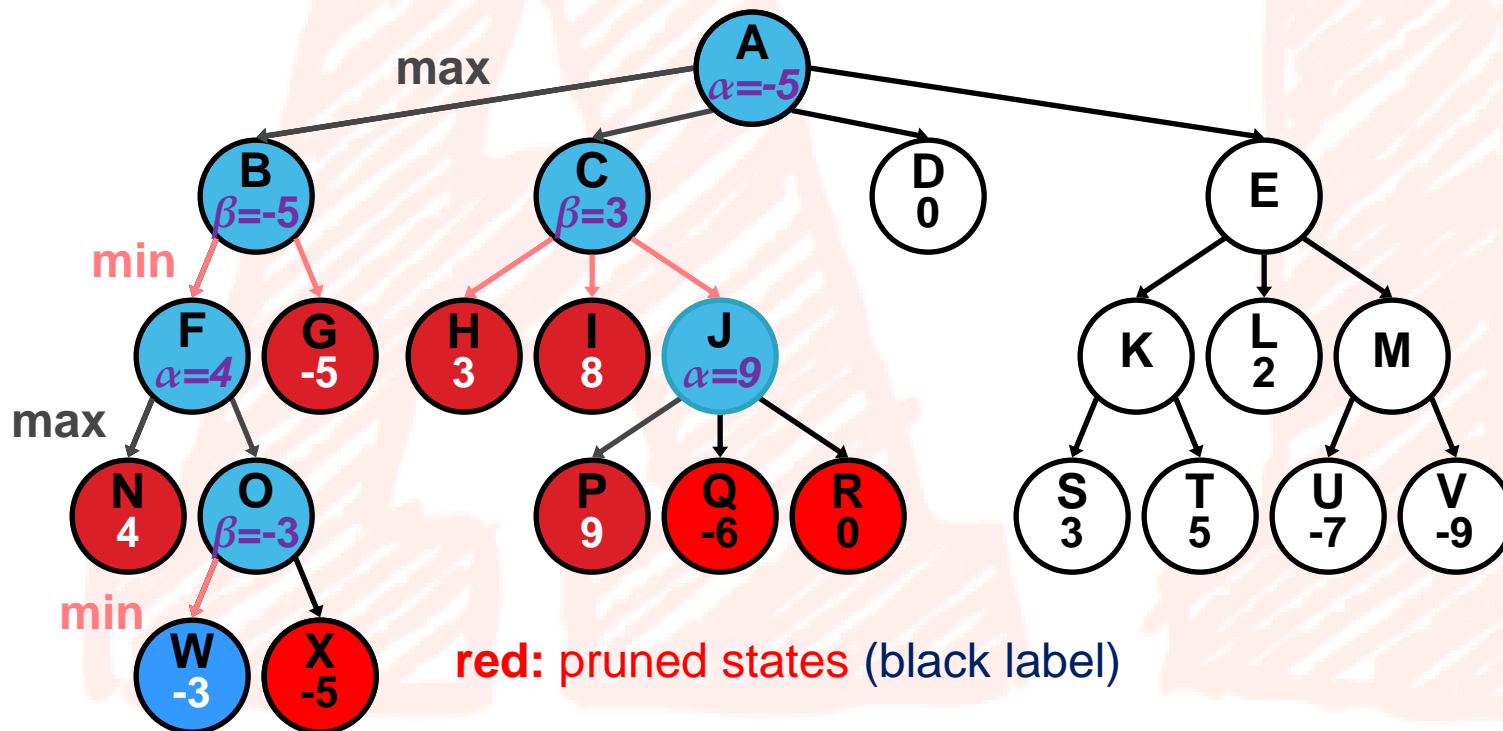 A
max
α=-5
B
β=-5
C
β=3
D
0
E
min
F
α=4
G
-5
H
3
I
8
J
α=9
K
L
2
M
max
N
4
O
β=-3
P
9
Q
-6
R
0
S
3
T
5
U
-7
V
-9
min
W
-3
X
-5
red: pruned states (black label)